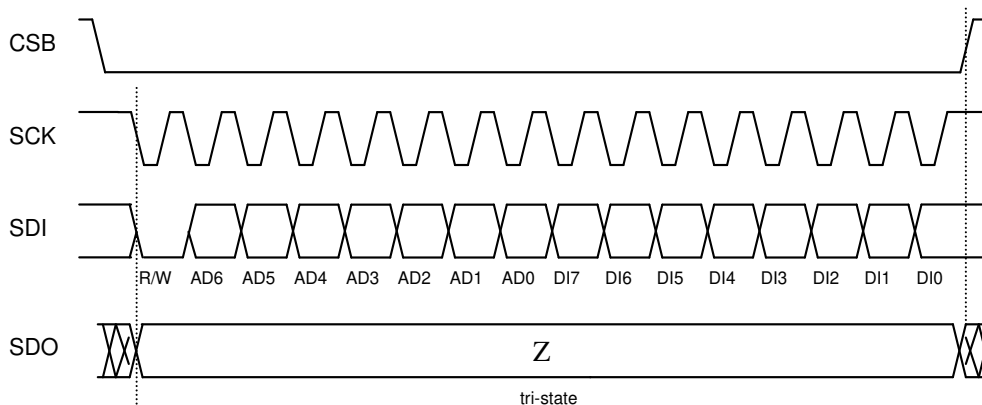 CSB
SCK
SDI
R/W AD6 AD5 AD4 AD3 AD2 AD1 AD0 DI7 DI6 DI5 DI4 DI3 DI2 DI1 DI0
SDO
Z
tri-state